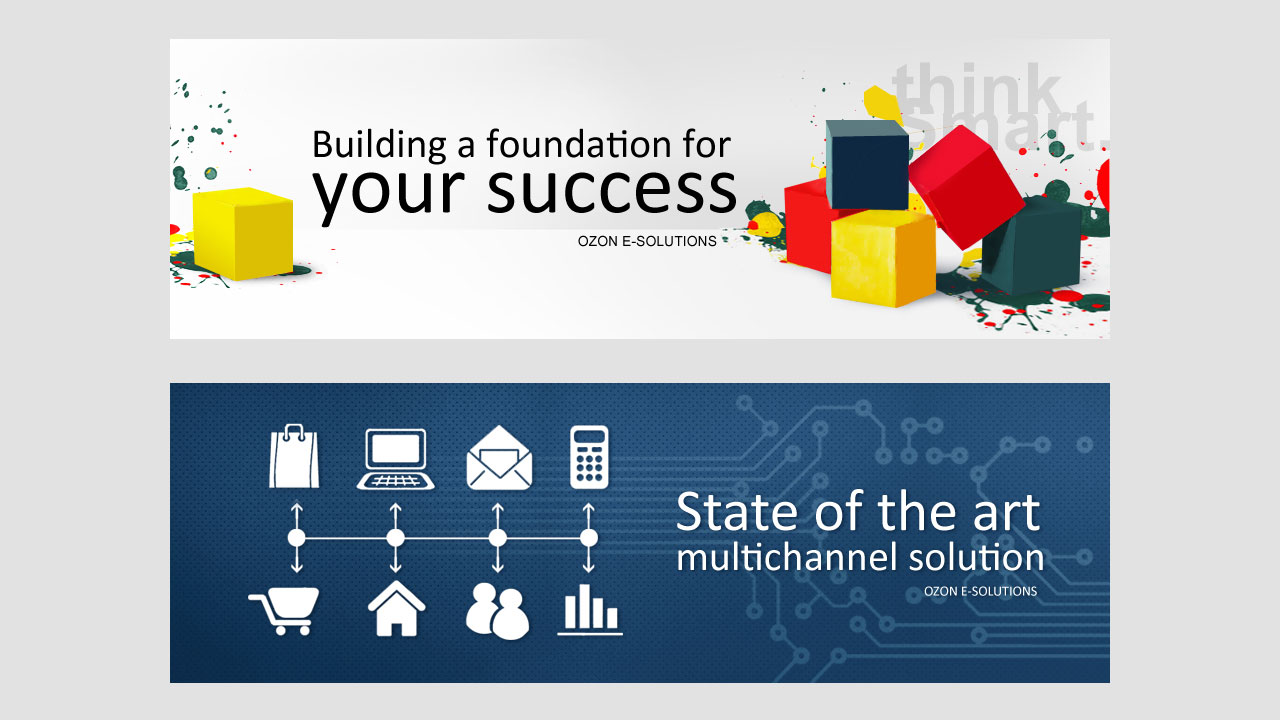 think
smart.
Building a foundation for
your success
OZON E-SOLUTIONS
State of the art
multichannel solution
OZON E-SOLUTIONS